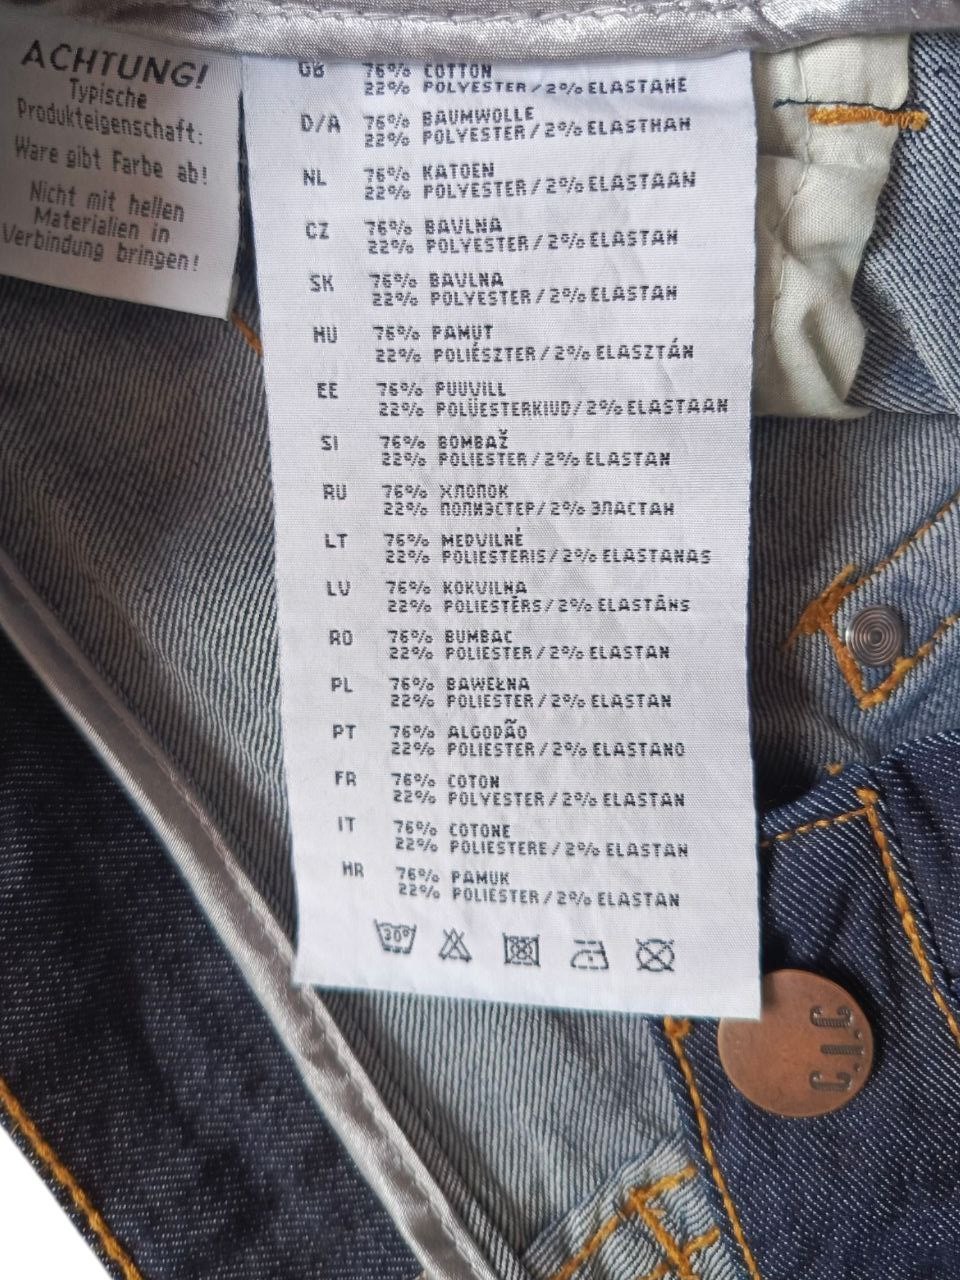 ACHTUNG!
Typische
Produkteigenschaft:
Ware gibt Farbe ab!
Nicht mit hellen
Materialien in
Verbindung bringen!
GB 76% COTTON
22% POLYESTER/2% ELASTANE
D/A 76% BAUMWOLLE
22% POLYESTER/2% ELASTHAN
NL 76% KATOEN
22% POLYESTER/2% ELASTAAN
CZ 76% BAVLNA
22% POLYESTER/2% ELASTAN
SK 76% BAVLNA
22% POLYESTER/2% ELASTAN
HU 76% PAMUT
22% POLIÉSZTER/2% ELASZTÁN
EE 76% PUUVILL
22% POLÜESTERKIUD/2% ELASTAAN
SI 76% BOMBAŽ
22% POLIESTER/2% ELASTAN
RU 76% ХЛОПОК
22% ПОЛИЭСТЕР/2% ЭЛАСТАН
LT 76% MEDVILNĖ
22% POLIESTERIS/2% ELASTANAS
LV 76% KOKVILNA
22% POLIESTĒRS/2% ELASTĀNS
RO 76% BUMBAC
22% POLIESTER/2% ELASTAN
PL 76% BAWEŁNA
22% POLIESTER/2% ELASTAN
PT 76% ALGODÃO
22% POLIESTER/2% ELASTANO
FR 76% COTON
22% POLYESTER/2% ELASTAN
IT 76% COTONE
22% POLIESTERE/2% ELASTAN
HR 76% PAMUK
22% POLIESTER/2% ELASTAN
30°
C.I.C